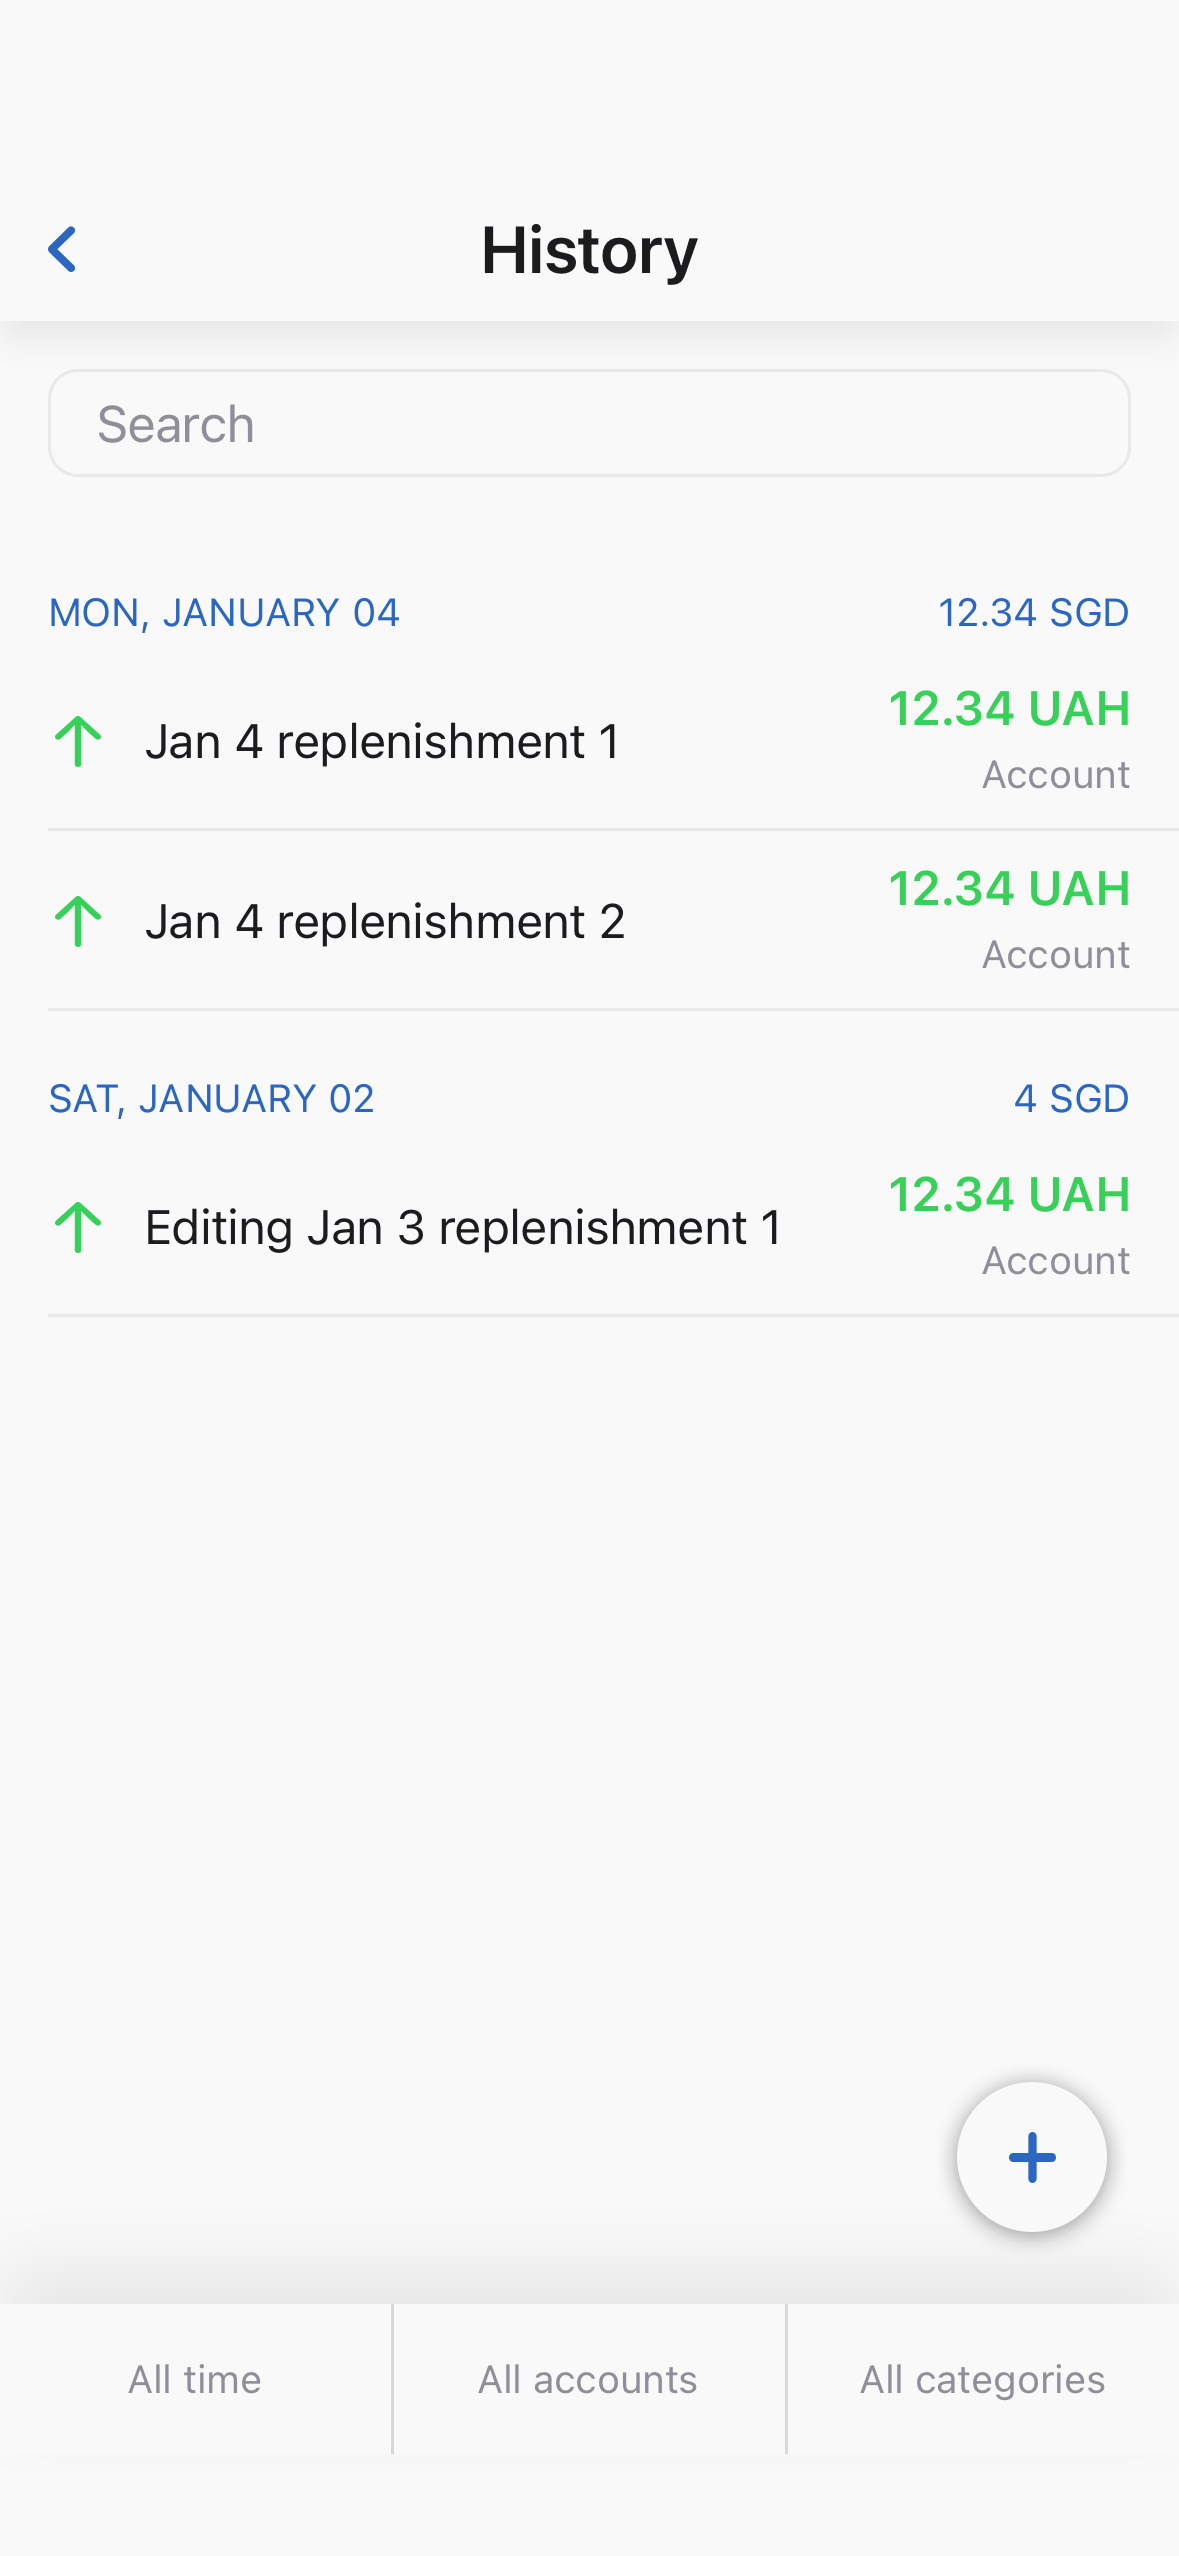 History
Search
MON, JANUARY 04 12.34 SGD
Jan 4 replenishment 1 12.34 UAH
Account
Jan 4 replenishment 2 12.34 UAH
Account
SAT, JANUARY 02 4 SGD
Editing Jan 3 replenishment 1 12.34 UAH
Account
All time All accounts All categories